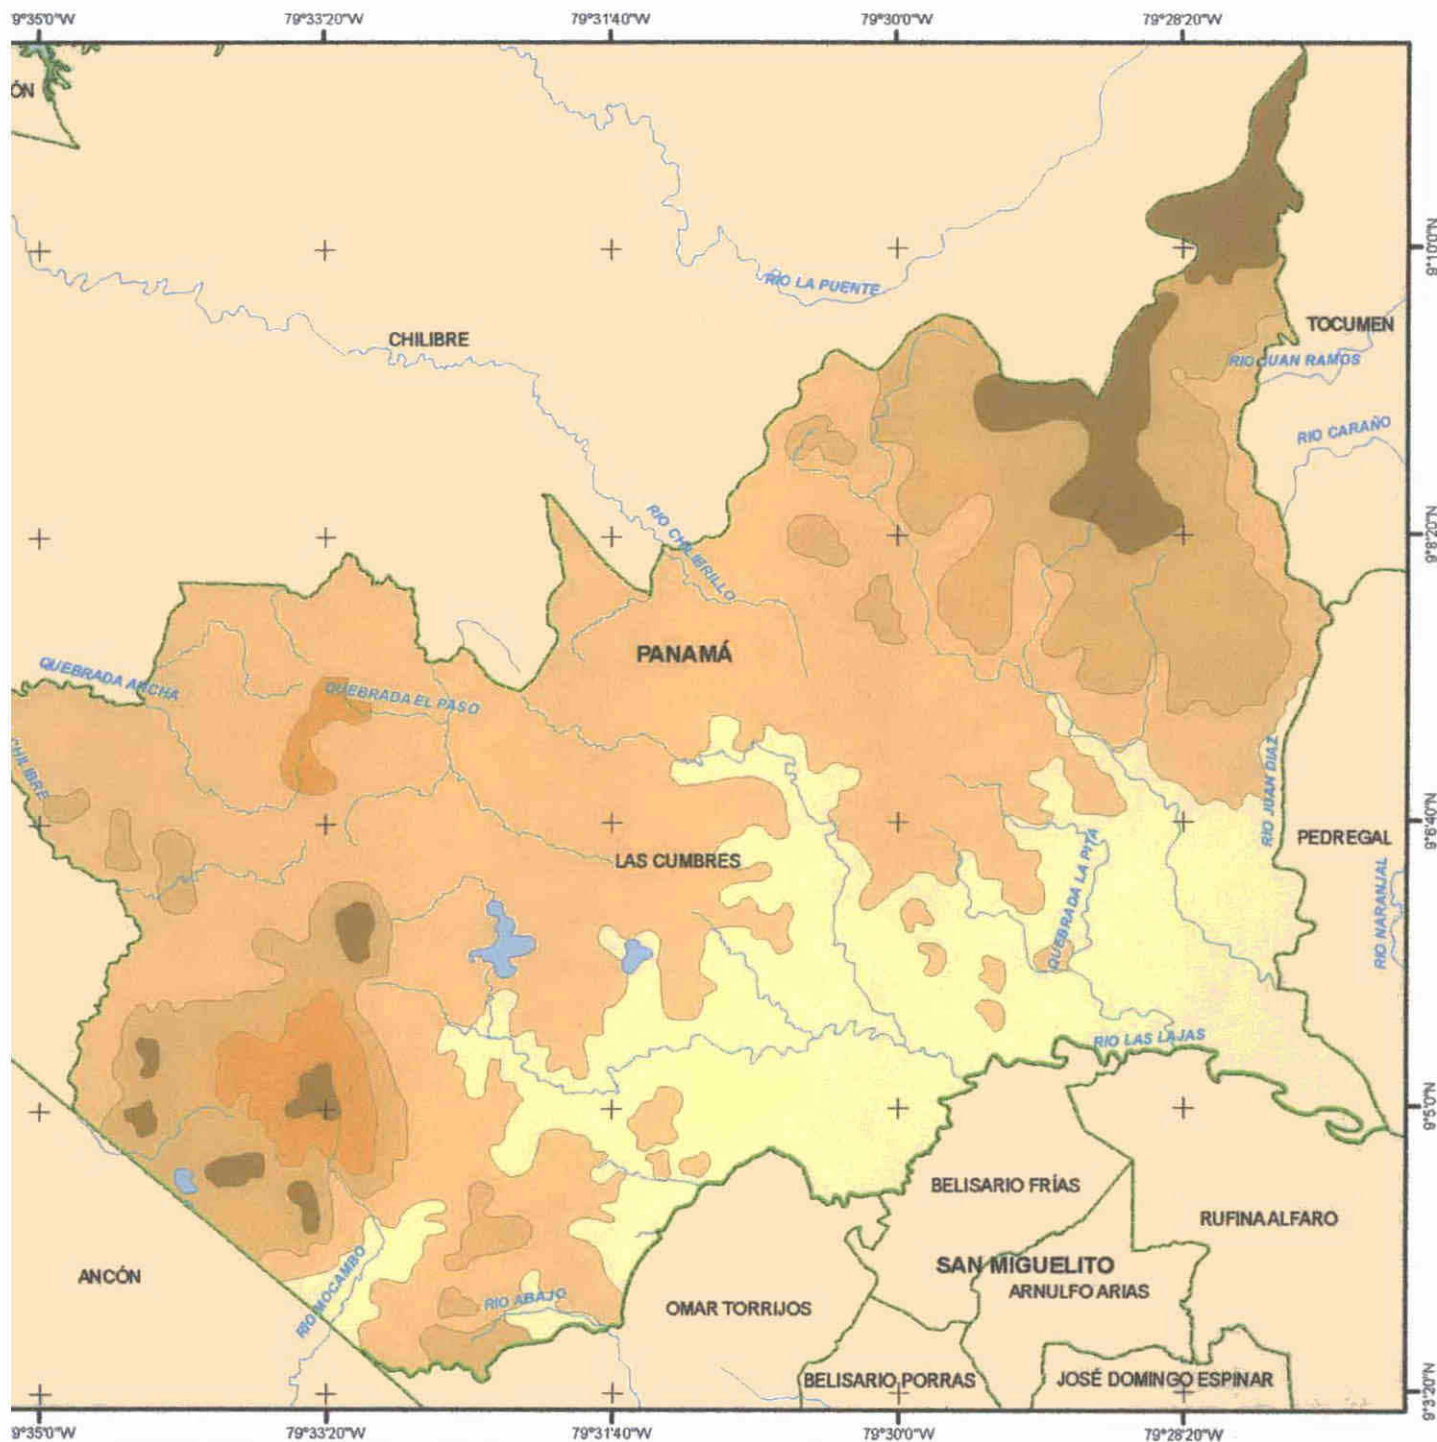 9°35'0"W 79°33'20"W 79°31'40"W 79°30'0"W 79°28'20"W
ÓN
9°10'0"N
RÍO LA PUENTE
TOCUMEN
CHILIBRE
RIO JUAN RAMOS
RIO CARAÑO
9°8'20"N
RIO CHILIBRILLO
PANAMÁ
QUEBRADA ANCHA
QUEBRADA EL PASO
CHILIBRE
RIO JUAN DIAZ
9°6'40"N
PEDREGAL
LAS CUMBRES
QUEBRADA LA PITA
RIO NARANJAL
RIO LAS LAJAS
9°5'0"N
BELISARIO FRÍAS
RUFINA ALFARO
SAN MIGUELITO
ANCÓN
ARNULFO ARIAS
RIO MOCAMBO
RIO ABAJO
OMAR TORRIJOS
BELISARIO PORRAS
JOSÉ DOMINGO ESPINAR
9°3'20"N
9°35'0"W 79°33'20"W 79°31'40"W 79°30'0"W 79°28'20"W